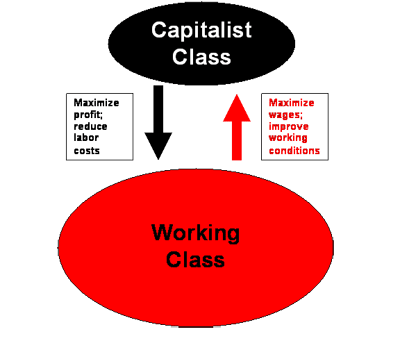 Capitalist
Class
Maximize
profit;
reduce
labor
costs
Maximize
wages;
improve
working
conditions
Working
Class